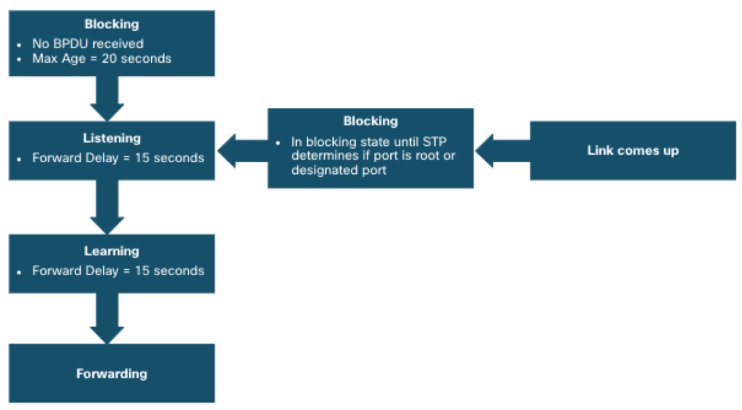 Blocking
• No BPDU received
• Max Age = 20 seconds
Listening
• Forward Delay = 15 seconds
Blocking
• In blocking state until STP
determines if port is root or
designated port
Link comes up
Learning
• Forward Delay = 15 seconds
Forwarding